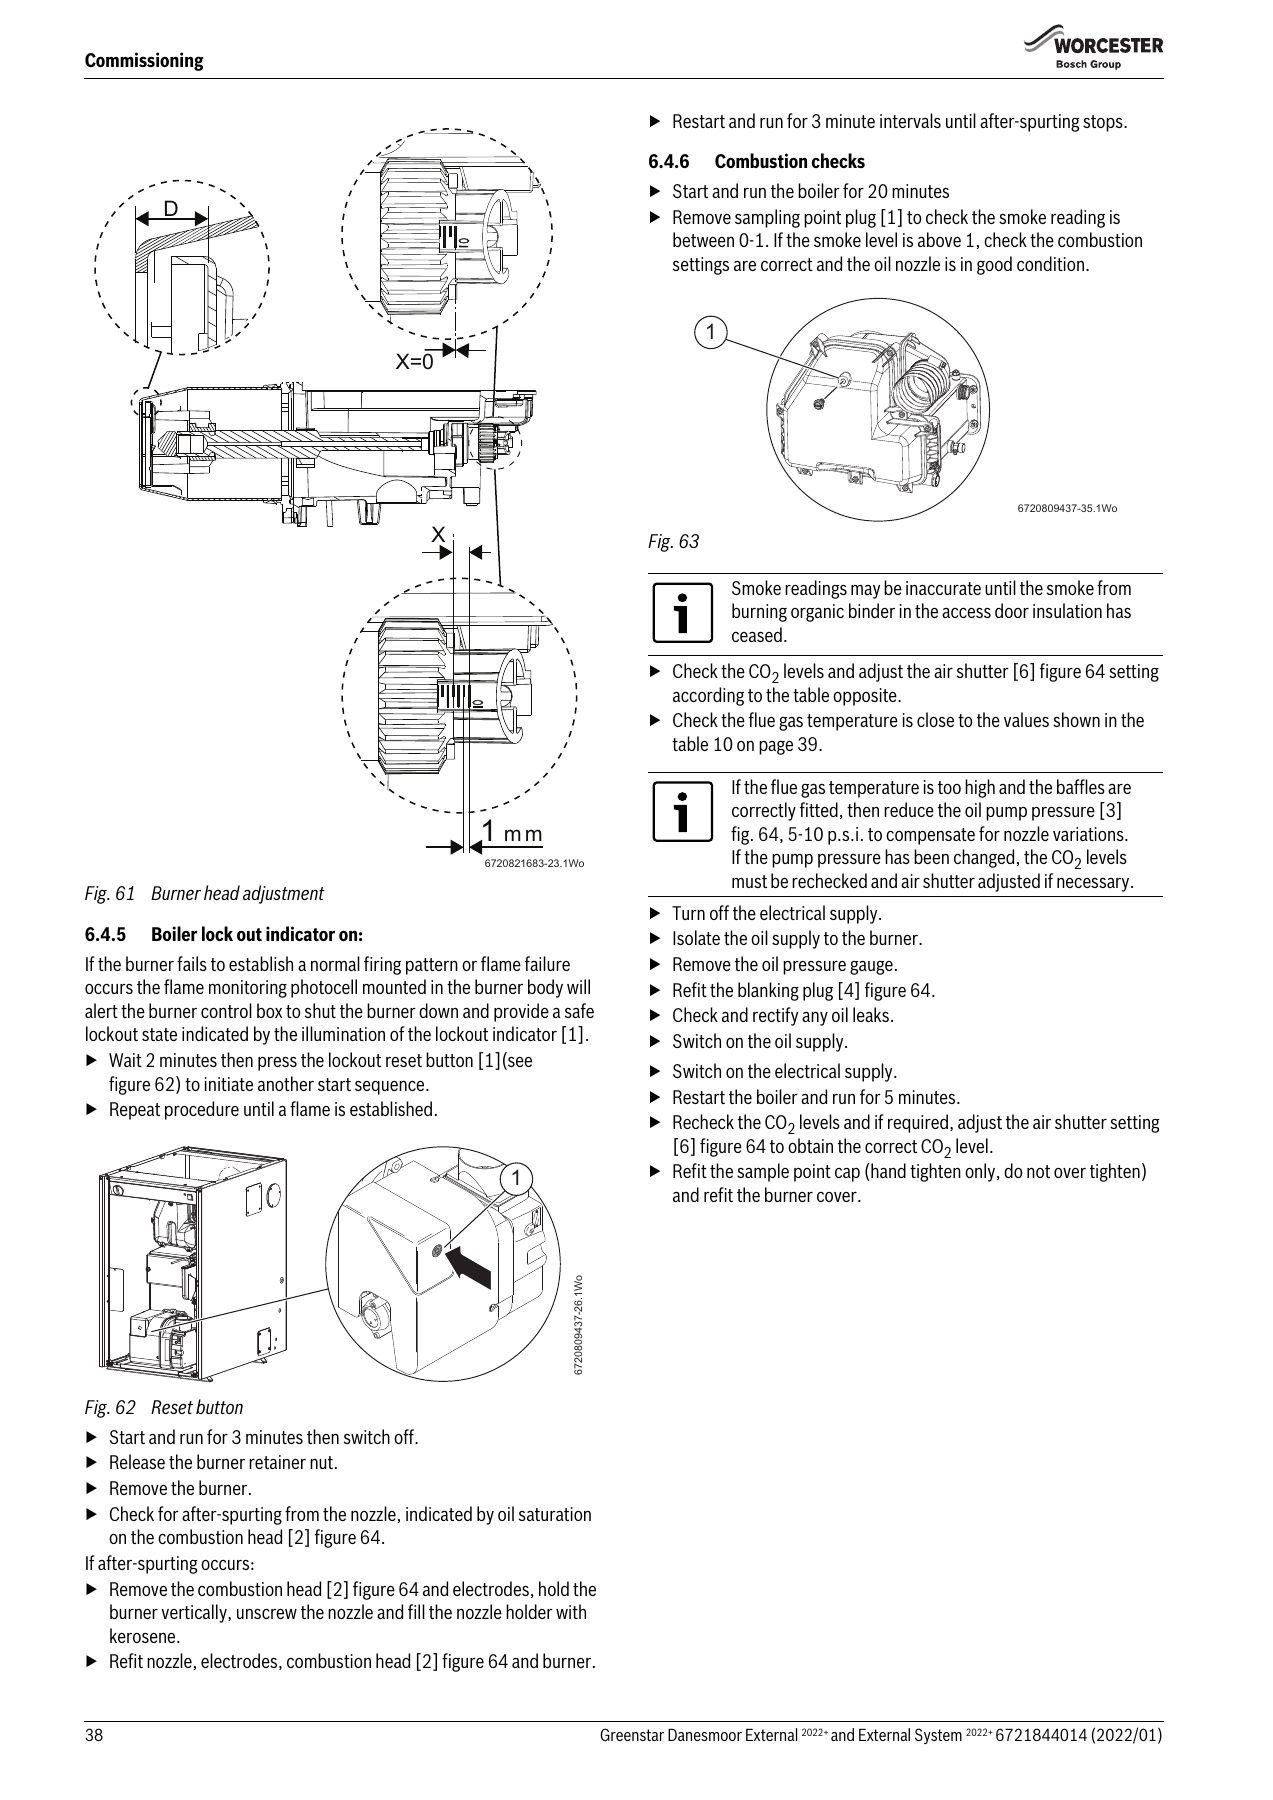 Commissioning
WORCESTER
Bosch Group
D
X=0
X
1 mm
6720821683-23.1Wo
Fig. 61 Burner head adjustment
6.4.5 Boiler lock out indicator on:
If the burner fails to establish a normal firing pattern or flame failure
occurs the flame monitoring photocell mounted in the burner body will
alert the burner control box to shut the burner down and provide a safe
lockout state indicated by the illumination of the lockout indicator [1].
▶ Wait 2 minutes then press the lockout reset button [1](see
figure 62) to initiate another start sequence.
▶ Repeat procedure until a flame is established.
1
6720809437-26.1Wo
Fig. 62 Reset button
▶ Start and run for 3 minutes then switch off.
▶ Release the burner retainer nut.
▶ Remove the burner.
▶ Check for after-spurting from the nozzle, indicated by oil saturation
on the combustion head [2] figure 64.
If after-spurting occurs:
▶ Remove the combustion head [2] figure 64 and electrodes, hold the
burner vertically, unscrew the nozzle and fill the nozzle holder with
kerosene.
▶ Refit nozzle, electrodes, combustion head [2] figure 64 and burner.
▶ Restart and run for 3 minute intervals until after-spurting stops.
6.4.6 Combustion checks
▶ Start and run the boiler for 20 minutes
▶ Remove sampling point plug [1] to check the smoke reading is
between 0-1. If the smoke level is above 1, check the combustion
settings are correct and the oil nozzle is in good condition.
1
6720809437-35.1Wo
Fig. 63
i
Smoke readings may be inaccurate until the smoke from
burning organic binder in the access door insulation has
ceased.
▶ Check the CO2 levels and adjust the air shutter [6] figure 64 setting
according to the table opposite.
▶ Check the flue gas temperature is close to the values shown in the
table 10 on page 39.
i
If the flue gas temperature is too high and the baffles are
correctly fitted, then reduce the oil pump pressure [3]
fig. 64, 5-10 p.s.i. to compensate for nozzle variations.
If the pump pressure has been changed, the CO2 levels
must be rechecked and air shutter adjusted if necessary.
▶ Turn off the electrical supply.
▶ Isolate the oil supply to the burner.
▶ Remove the oil pressure gauge.
▶ Refit the blanking plug [4] figure 64.
▶ Check and rectify any oil leaks.
▶ Switch on the oil supply.
▶ Switch on the electrical supply.
▶ Restart the boiler and run for 5 minutes.
▶ Recheck the CO2 levels and if required, adjust the air shutter setting
[6] figure 64 to obtain the correct CO2 level.
▶ Refit the sample point cap (hand tighten only, do not over tighten)
and refit the burner cover.
38
Greenstar Danesmoor External 2022+ and External System 2022+ 6721844014 (2022/01)